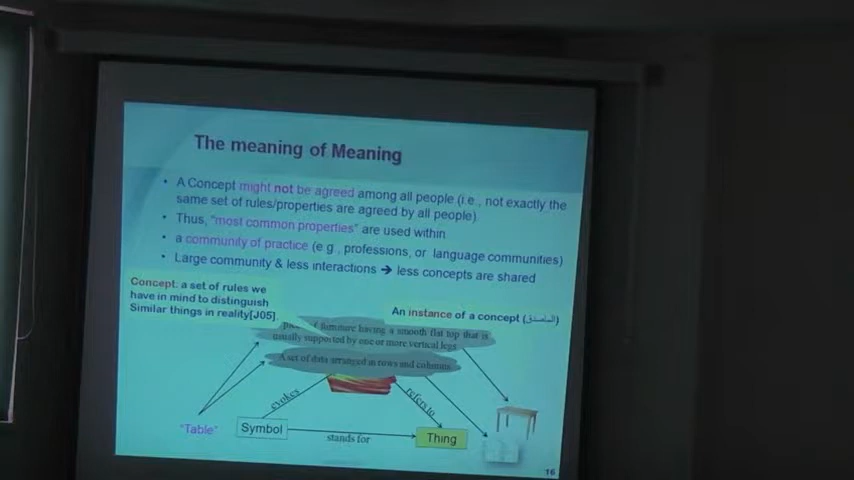 The meaning of Meaning
• A Concept might not be agreed among all people (i.e., not exactly the
same set of rules/properties are agreed by all people).
• Thus, "most common properties" are used within
• a community of practice (e.g., professions, or language communities)
• Large community & less interactions ➔ less concepts are shared
Concept: a set of rules we
have in mind to distinguish
Similar things in reality[J05].
An instance of a concept (الماصدق)
furniture having a smooth flat top that is
usually supported by one or more vertical legs
A set of data arranged in rows and columns
evokes
refers to
"Table"
Symbol
stands for
Thing
16